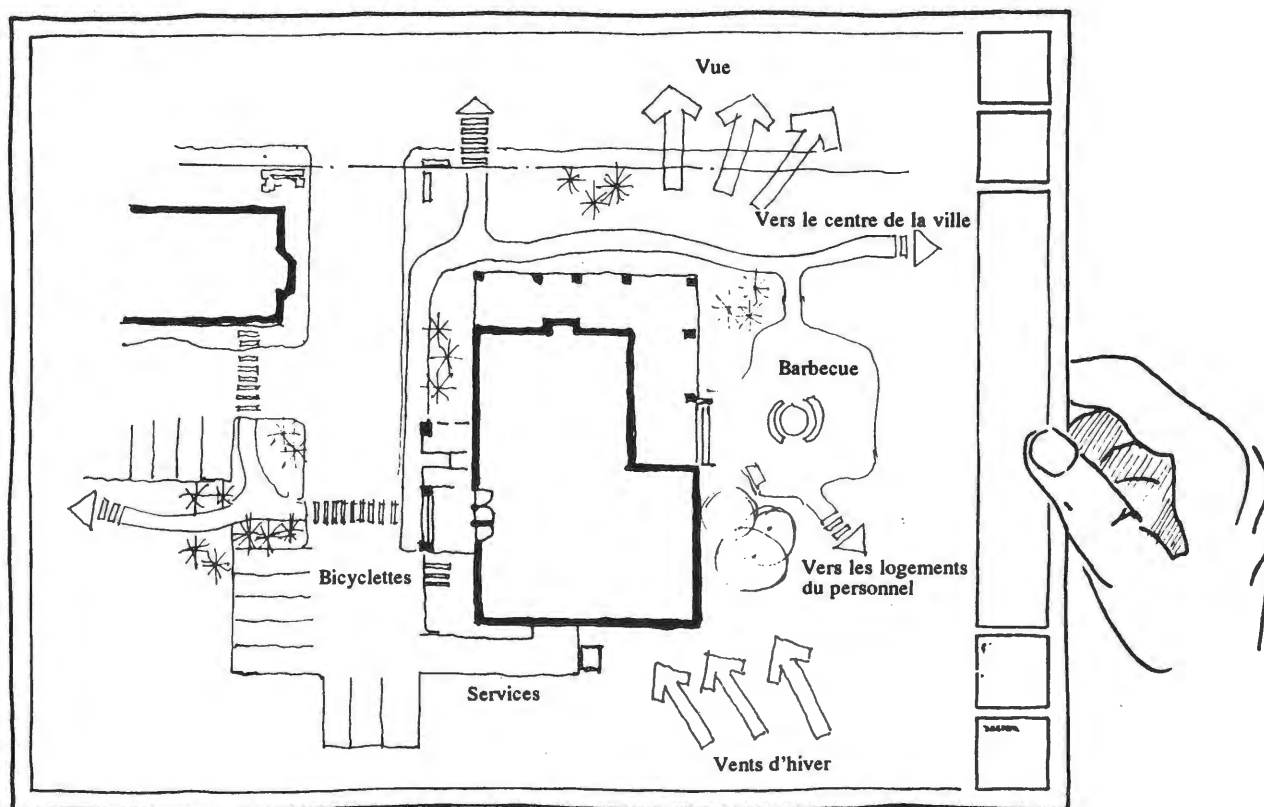 Vue
Vers le centre de la ville
Barbecue
Bicyclettes
Vers les logements
du personnel
Services
Vents d'hiver